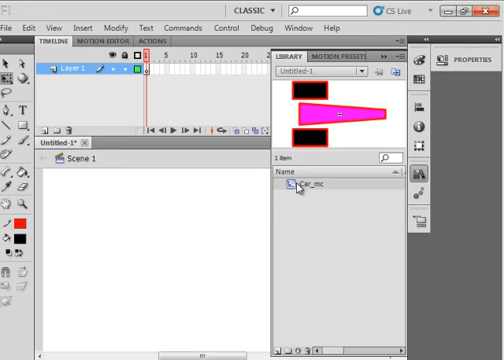 Fl CLASSIC CS Live
File Edit View Insert Modify Text Commands Control Debug Window Help
TIMELINE MOTION EDITOR ACTIONS
1 5 10 15 20
Layer 1
Untitled-1*
Scene 1
LIBRARY MOTION PRESETS
Untitled-1
1 item
Name
Car_mc
PROPERTIES